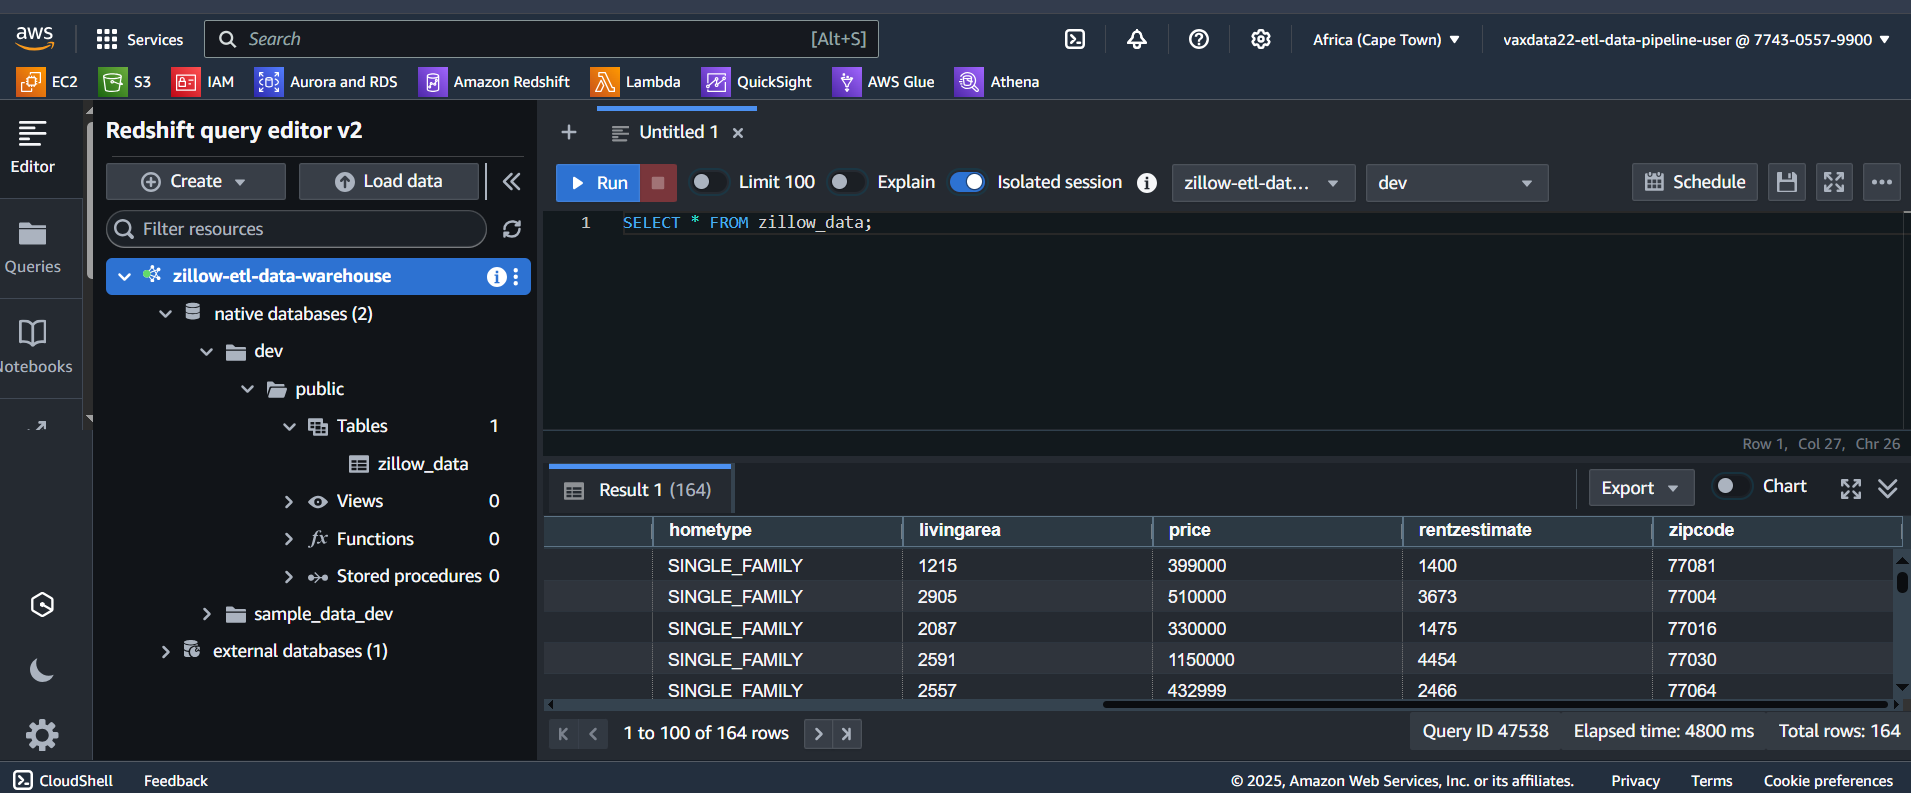 aws Services Search [Alt+S] Africa (Cape Town) vaxdata22-etl-data-pipeline-user @ 7743-0557-9900
EC2 S3 IAM Aurora and RDS Amazon Redshift Lambda QuickSight AWS Glue Athena
Editor
Queries
Notebooks
Redshift query editor v2
Create Load data
Filter resources
zillow-etl-data-warehouse
native databases (2)
dev
public
Tables 1
zillow_data
Views 0
fx Functions 0
Stored procedures 0
sample_data_dev
external databases (1)
Untitled 1
Run Limit 100 Explain Isolated session zillow-etl-dat... dev Schedule
1 SELECT * FROM zillow_data;
Row 1, Col 27, Chr 26
Result 1 (164) Export Chart
hometype livingarea price rentzestimate zipcode
SINGLE_FAMILY 1215 399000 1400 77081
SINGLE_FAMILY 2905 510000 3673 77004
SINGLE_FAMILY 2087 330000 1475 77016
SINGLE_FAMILY 2591 1150000 4454 77030
SINGLE_FAMILY 2557 432999 2466 77064
1 to 100 of 164 rows Query ID 47538 Elapsed time: 4800 ms Total rows: 164
CloudShell Feedback © 2025, Amazon Web Services, Inc. or its affiliates. Privacy Terms Cookie preferences